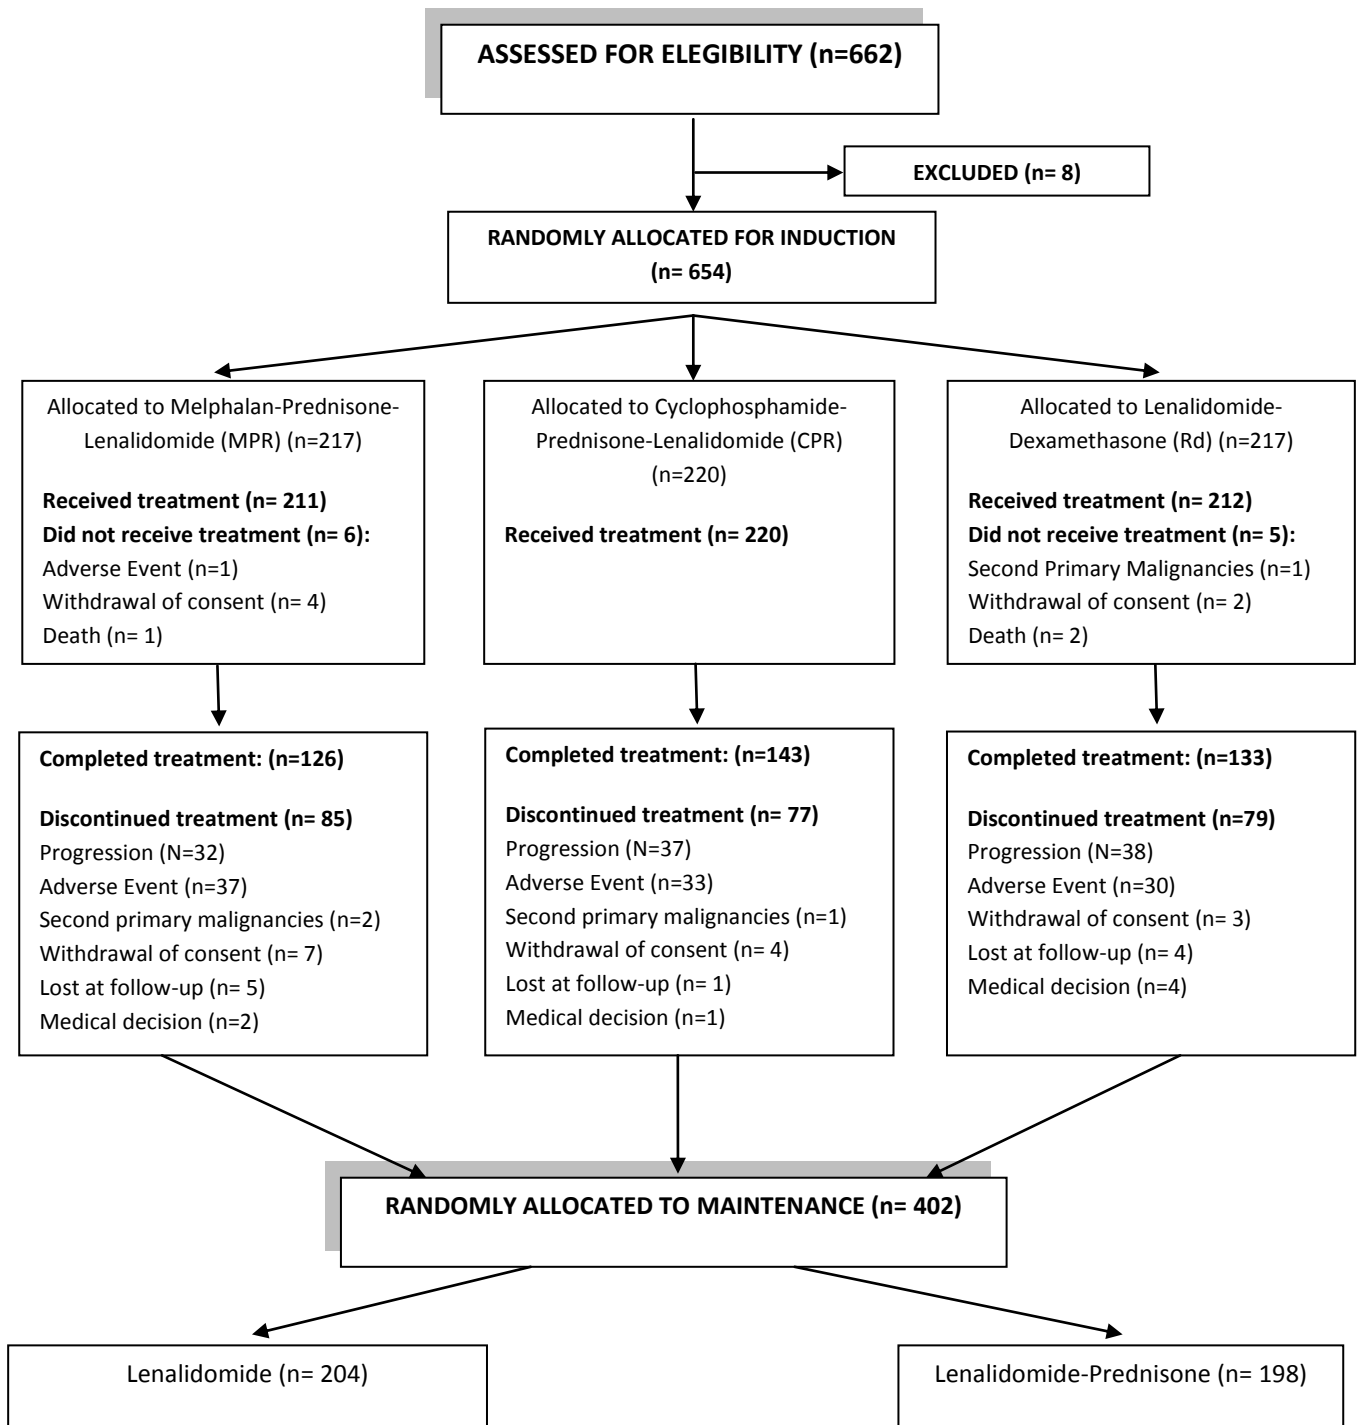 ASSESSED FOR ELEGIBILITY (n=662)
EXCLUDED (n= 8)
RANDOMLY ALLOCATED FOR INDUCTION
(n= 654)
Allocated to Melphalan-Prednisone-
Lenalidomide (MPR) (n=217)
Received treatment (n= 211)
Did not receive treatment (n= 6):
Adverse Event (n=1)
Withdrawal of consent (n= 4)
Death (n= 1)
Allocated to Cyclophosphamide-
Prednisone-Lenalidomide (CPR)
(n=220)
Received treatment (n= 220)
Allocated to Lenalidomide-
Dexamethasone (Rd) (n=217)
Received treatment (n= 212)
Did not receive treatment (n= 5):
Second Primary Malignancies (n=1)
Withdrawal of consent (n= 2)
Death (n= 2)
Completed treatment: (n=126)
Discontinued treatment (n= 85)
Progression (N=32)
Adverse Event (n=37)
Second primary malignancies (n=2)
Withdrawal of consent (n= 7)
Lost at follow-up (n= 5)
Medical decision (n=2)
Completed treatment: (n=143)
Discontinued treatment (n= 77)
Progression (N=37)
Adverse Event (n=33)
Second primary malignancies (n=1)
Withdrawal of consent (n= 4)
Lost at follow-up (n= 1)
Medical decision (n=1)
Completed treatment: (n=133)
Discontinued treatment (n=79)
Progression (N=38)
Adverse Event (n=30)
Withdrawal of consent (n= 3)
Lost at follow-up (n= 4)
Medical decision (n=4)
RANDOMLY ALLOCATED TO MAINTENANCE (n= 402)
Lenalidomide (n= 204)
Lenalidomide-Prednisone (n= 198)